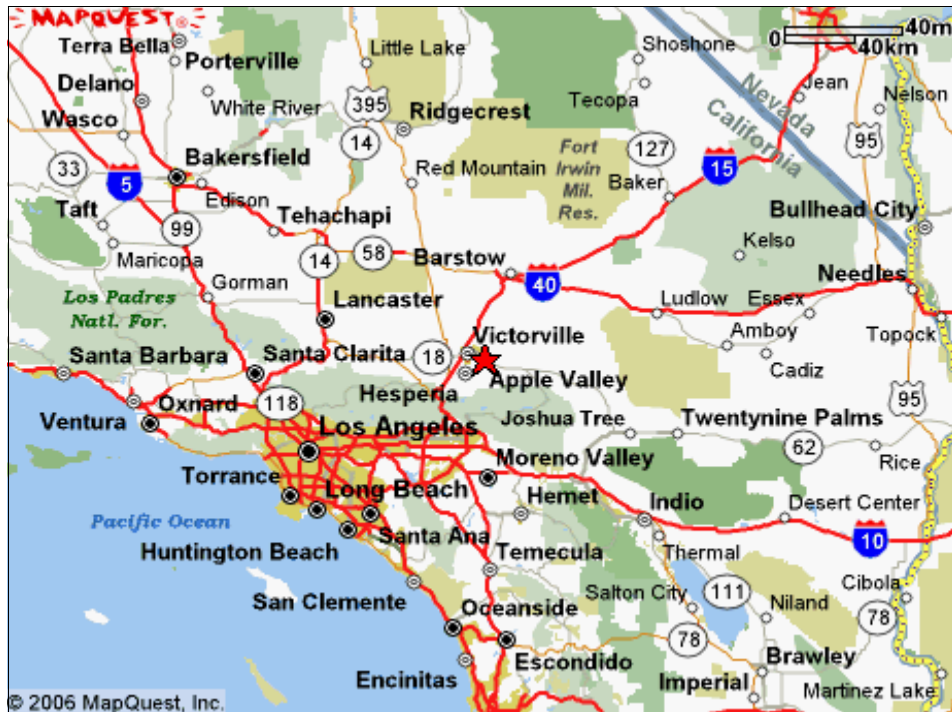 MAPQUEST
0 40mi
40km
Terra Bella
Porterville
Little Lake
Shoshone
Jean
Delano
White River
395
Ridgecrest
Tecopa
Nelson
Nevada
California
Wasco
14
Red Mountain
Fort
Irwin
Mil.
Res.
127
15
95
33
Bakersfield
5
Edison
Baker
Taft
99
Tehachapi
Bullhead City
Maricopa
14
58
Barstow
40
Kelso
Needles
Gorman
Los Padres
Natl. For.
Lancaster
Ludlow
Essex
Topock
Santa Barbara
Santa Clarita
18
Victorville
Amboy
Cadiz
Hesperia
Apple Valley
95
Ventura
Oxnard
118
Los Angeles
Joshua Tree
Twentynine Palms
62
Rice
Torrance
Long Beach
Moreno Valley
Hemet
Indio
Desert Center
Pacific Ocean
Huntington Beach
Santa Ana
Temecula
Thermal
10
San Clemente
Oceanside
Salton City
111
Niland
Cibola
78
78
Encinitas
Escondido
Brawley
Imperial
Martinez Lake
© 2006 MapQuest, Inc.